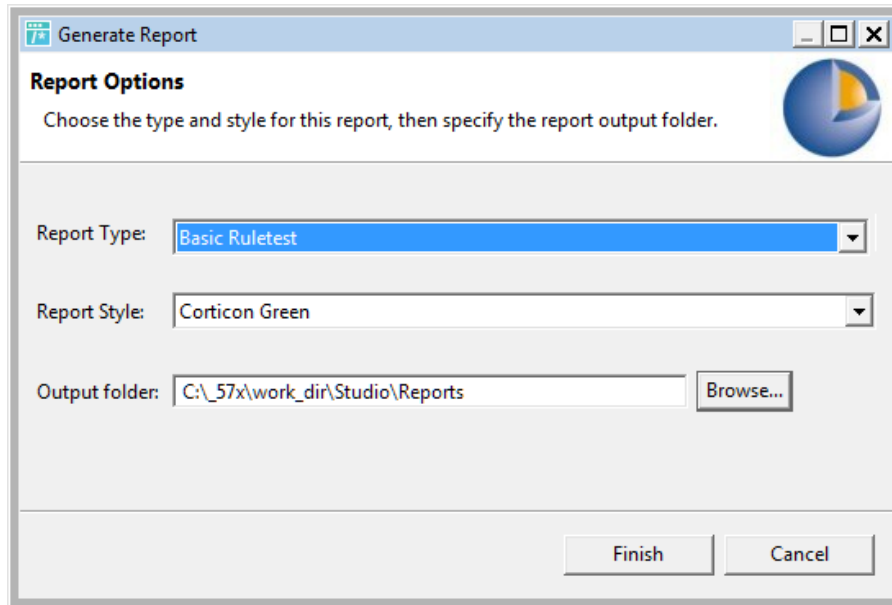 Generate Report
Report Options
Choose the type and style for this report, then specify the report output folder.
Report Type: Basic Ruletest
Report Style: Corticon Green
Output folder: C:\_57x\work_dir\Studio\Reports Browse...
Finish Cancel